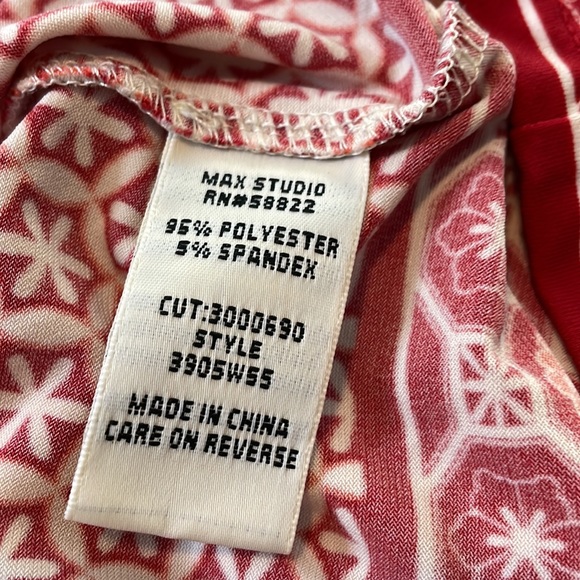 MAX STUDIO
RN#58822
95% POLYESTER
5% SPANDEX
CUT:3000690
STYLE
3905W55
MADE IN CHINA
CARE ON REVERSE